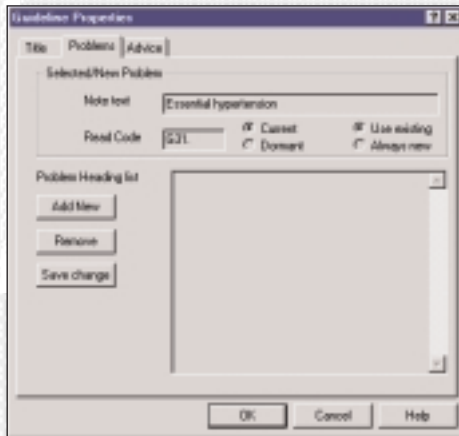 Guideline Properties
Title Problems Advice
Selected/New Problem
Note text Essential hypertension
Read Code G31. Current Use existing
Dormant Always new
Problem Heading list
Add New
Remove
Save change
OK Cancel Help